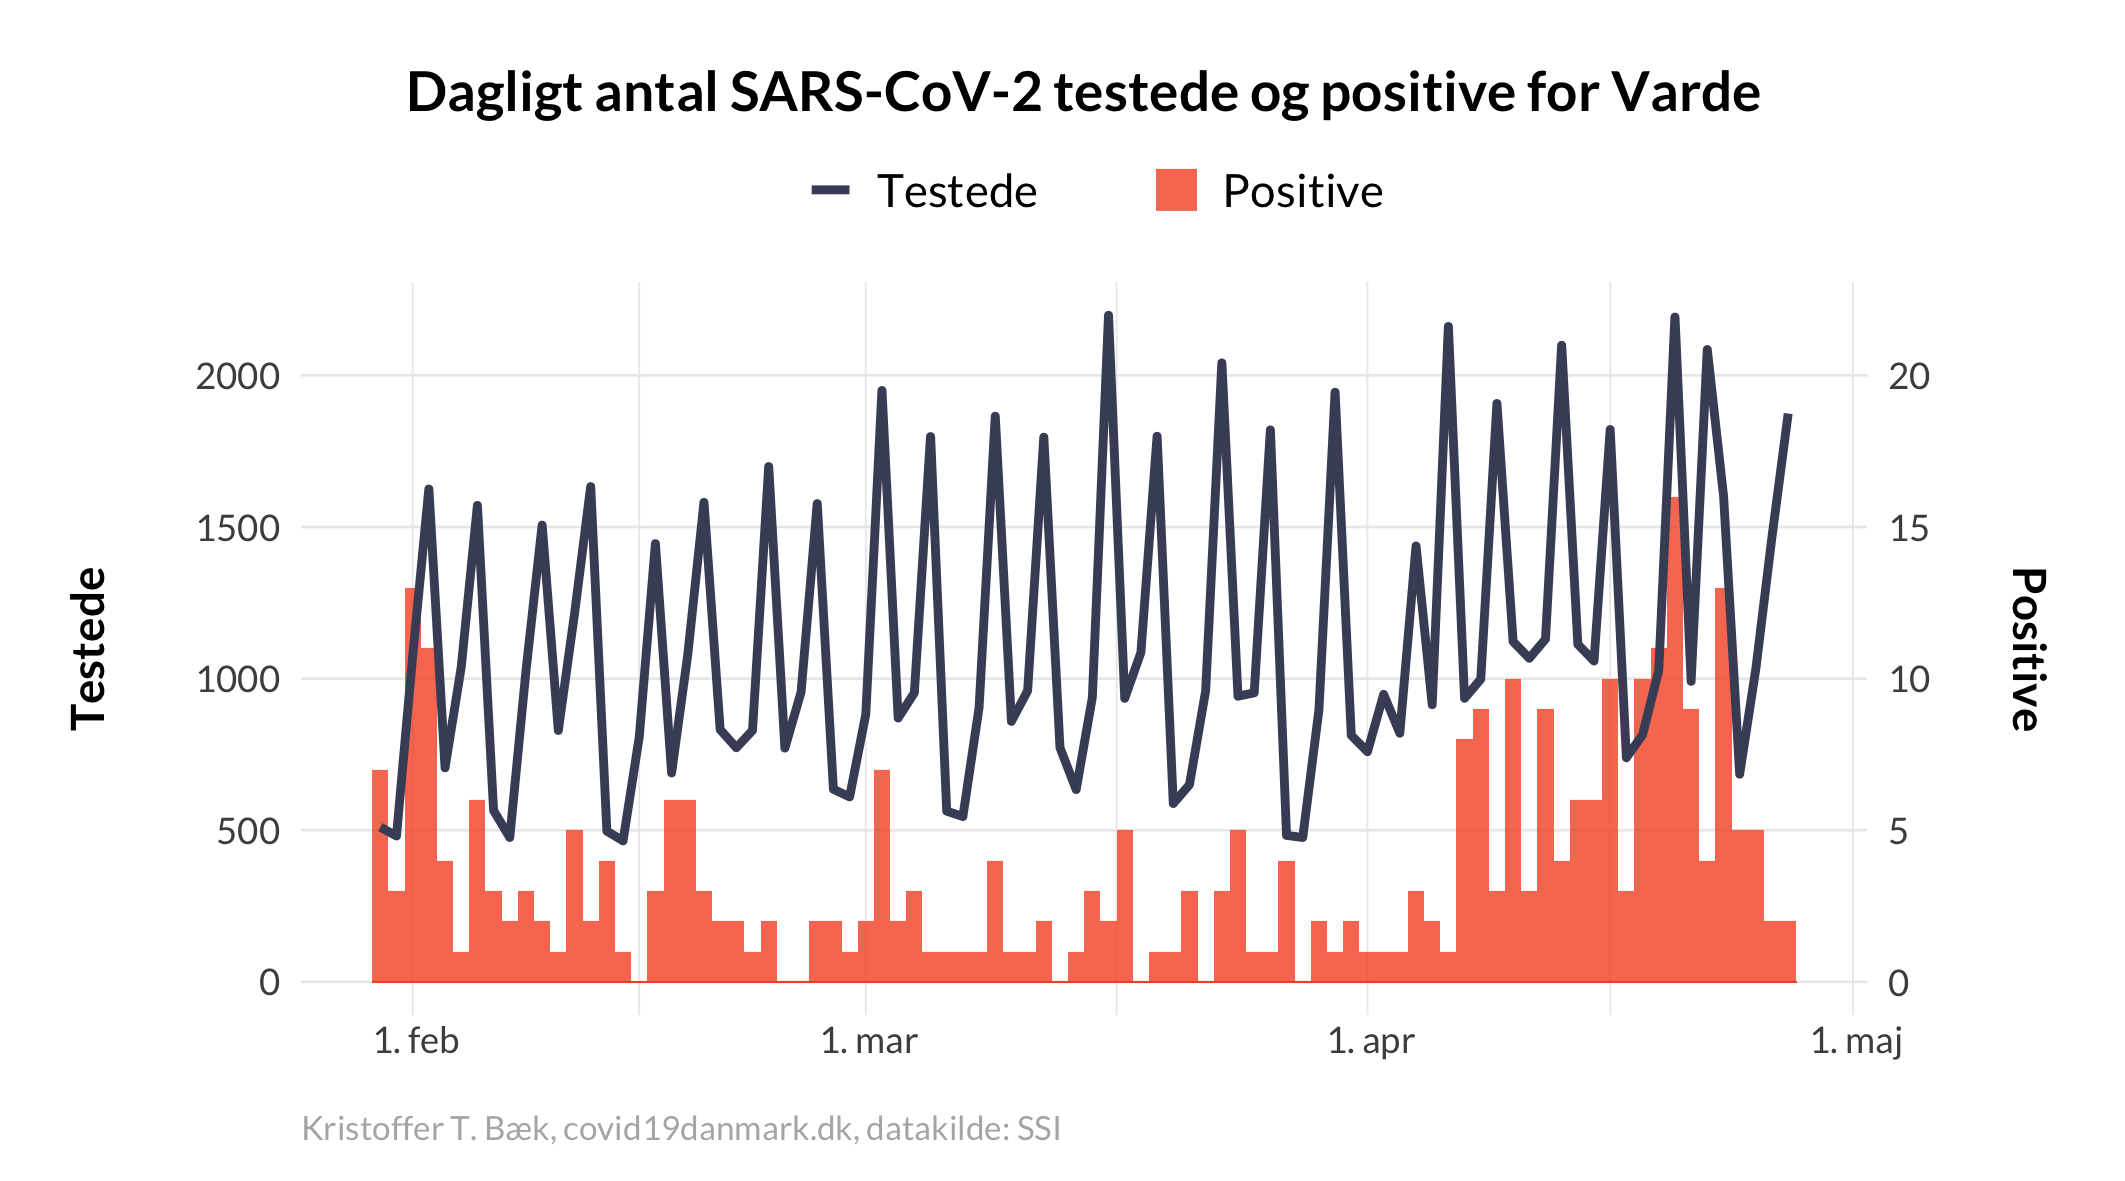 Dagligt antal SARS-CoV-2 testede og positive for Varde
Testede
Positive
2000
1500
1000
500
0
20
15
10
5
0
Testede
Positive
1. feb
1. mar
1. apr
1. maj
Kristoffer T. Bæk, covid19danmark.dk, datakilde: SSI